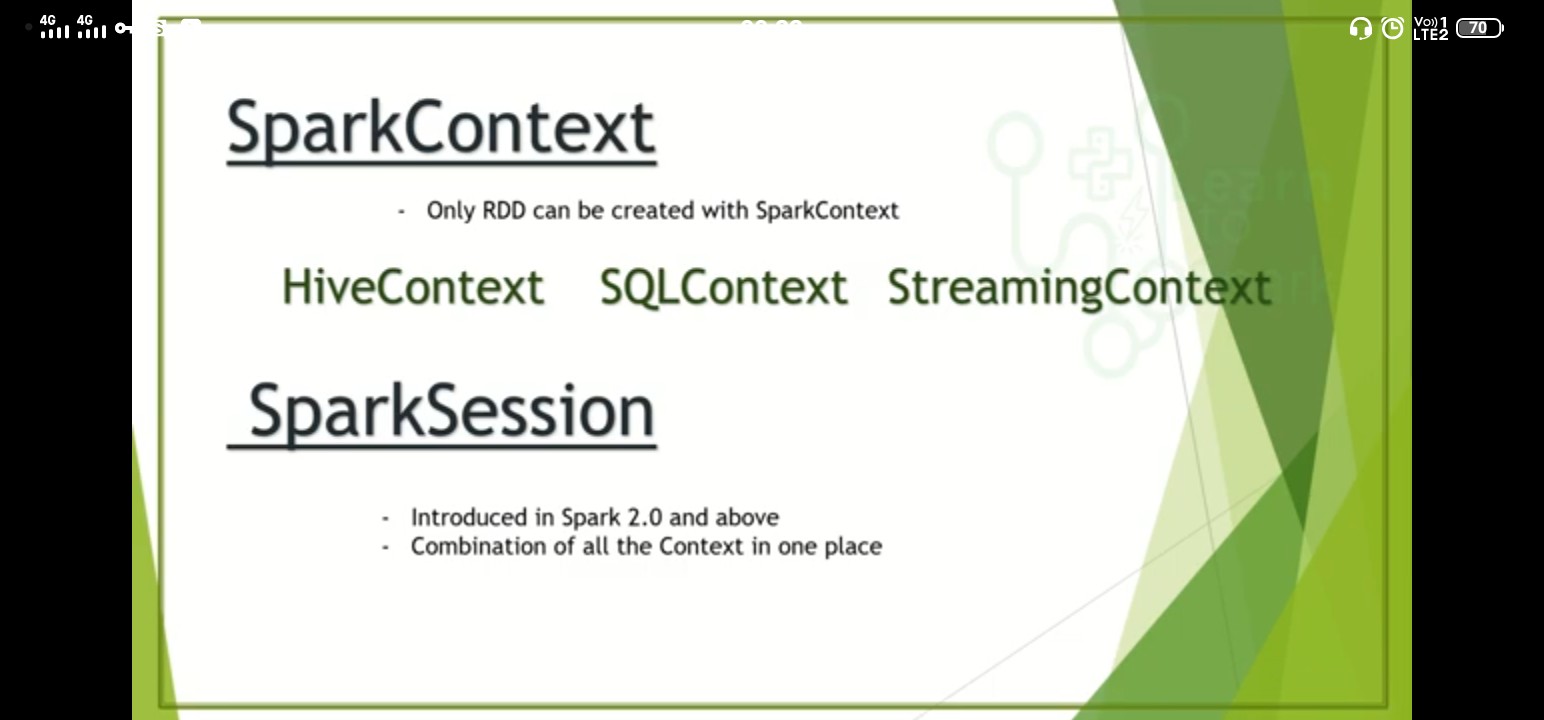 4G 4G
Vo)) 1
LTE2
70
SparkContext
- Only RDD can be created with SparkContext
HiveContext SQLContext StreamingContext
SparkSession
- Introduced in Spark 2.0 and above
- Combination of all the Context in one place
Learn